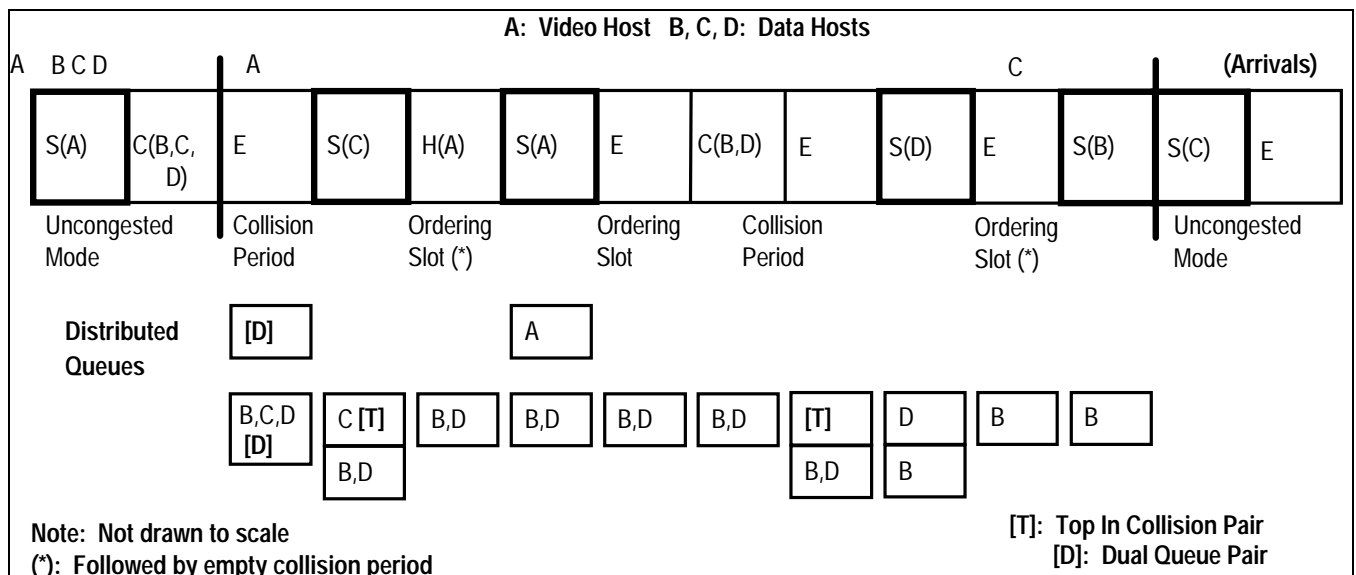 A: Video Host B, C, D: Data Hosts
A B C D A C (Arrivals)
S(A) C(B,C, D) E S(C) H(A) S(A) E C(B,D) E S(D) E S(B) S(C) E
Uncongested Mode
Collision Period
Ordering Slot (*)
Ordering Slot
Collision Period
Ordering Slot (*)
Uncongested Mode
Distributed Queues
[D] A
B,C,D [D] C [T] B,D B,D B,D B,D [T] D B B
B,D B,D B
Note: Not drawn to scale
(*): Followed by empty collision period
[T]: Top In Collision Pair
[D]: Dual Queue Pair